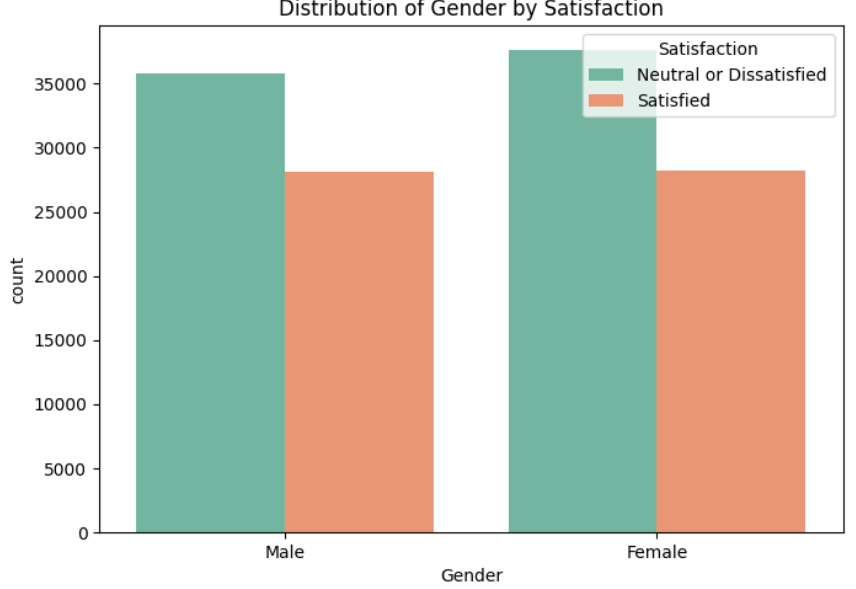 Distribution of Gender by Satisfaction
Satisfaction
Neutral or Dissatisfied
Satisfied
35000
30000
25000
20000
15000
10000
5000
0
count
Male
Female
Gender